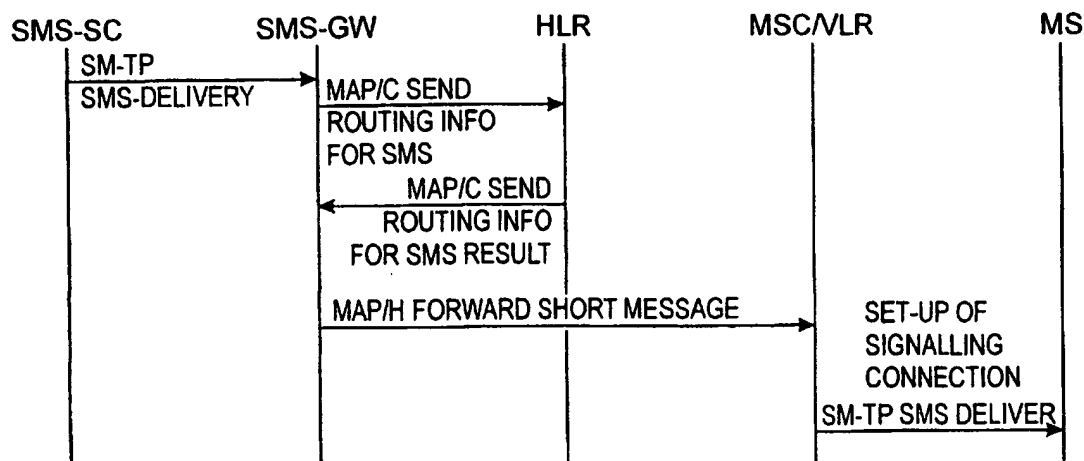 SMS-SC SMS-GW HLR MSC/VLR MS
SM-TP
SMS-DELIVERY
MAP/C SEND
ROUTING INFO
FOR SMS
MAP/C SEND
ROUTING INFO
FOR SMS RESULT
MAP/H FORWARD SHORT MESSAGE
SET-UP OF
SIGNALLING
CONNECTION
SM-TP SMS DELIVER